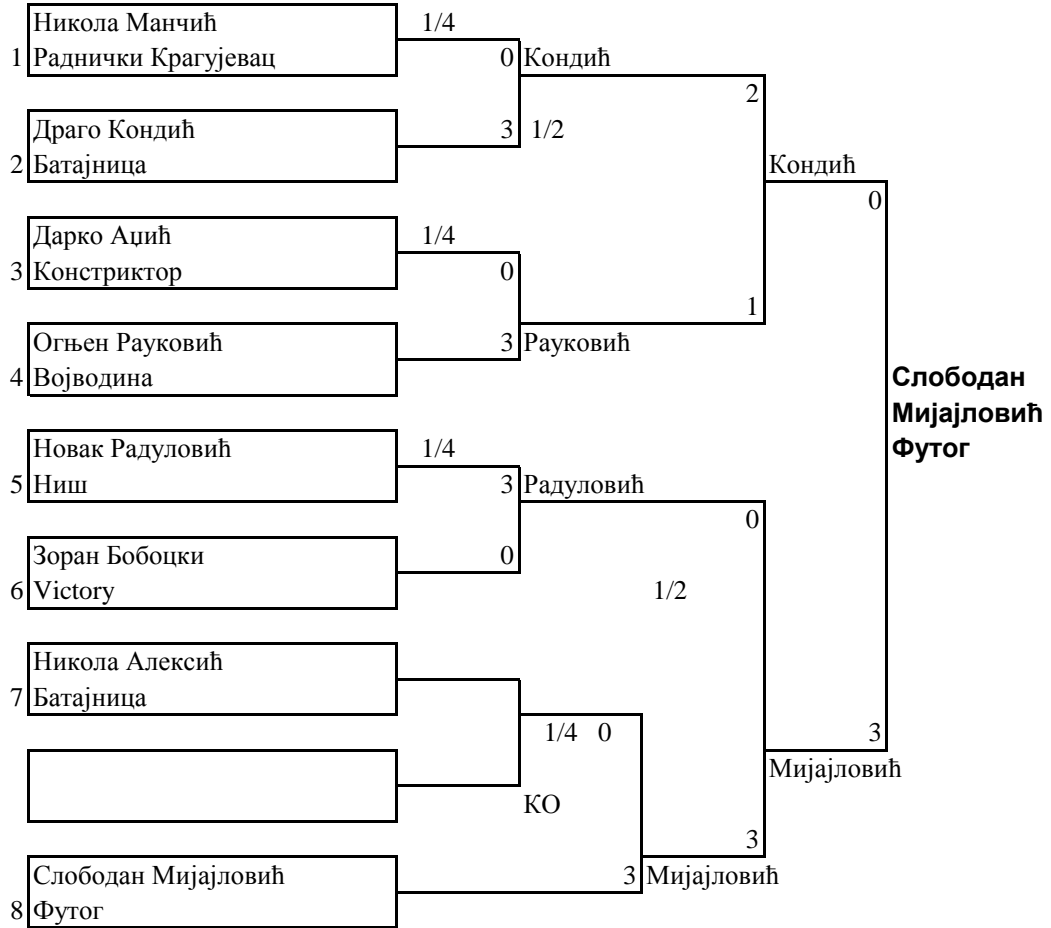 Никола Манчић 1/4
1 Раднички Крагујевац 0 Кондић
2
Драго Кондић 3 1/2
2 Батајница Кондић
0
Дарко Аџић 1/4
3 Констриктор 0
1
Огњен Рауковић 3 Рауковић
4 Војводина Слободан
Мијајловић
Новак Радуловић 1/4 Футог
5 Ниш 3 Радуловић
0
Зоран Бобоцки 0
6 Victory 1/2
Никола Алексић
7 Батајница
1/4 0 3
Мијајловић
КО
3
Слободан Мијајловић 3 Мијајловић
8 Футог